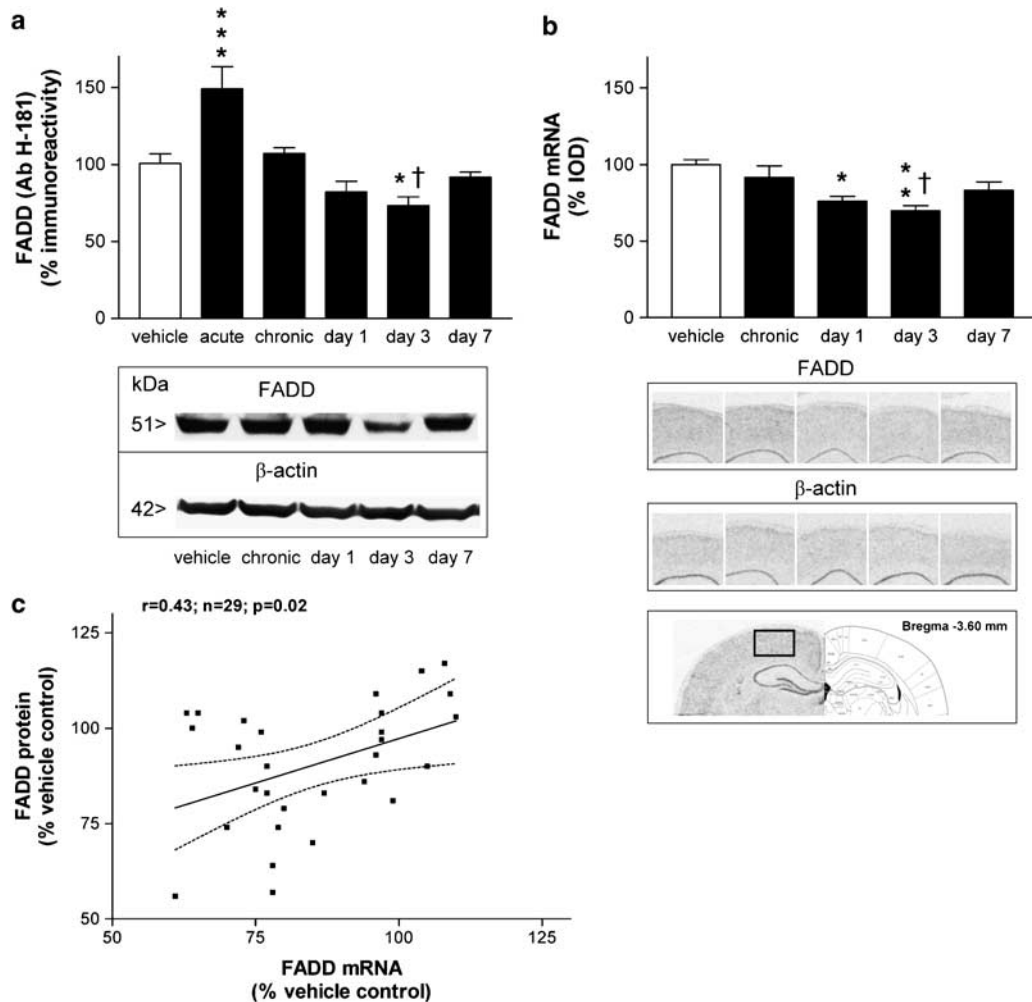 a
FADD (Ab H-181)
(% immunoreactivity)
150
100
50
0
***
* †
vehicle acute chronic day 1 day 3 day 7
kDa
FADD
51>
β-actin
42>
vehicle chronic day 1 day 3 day 7
b
FADD mRNA
(% IOD)
150
100
50
0
*
** †
vehicle chronic day 1 day 3 day 7
FADD
β-actin
Bregma -3.60 mm
c
r=0.43; n=29; p=0.02
FADD protein
(% vehicle control)
125
100
75
50
50 75 100 125
FADD mRNA
(% vehicle control)